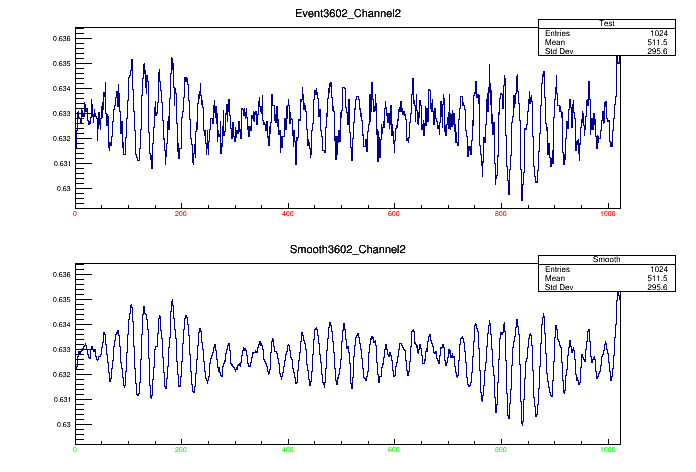 Event3602_Channel2
Test
Entries 1024
Mean 511.5
Std Dev 295.6
0.636
0.635
0.634
0.633
0.632
0.631
0.63
0 200 400 600 800 1000
Smooth3602_Channel2
Smooth
Entries 1024
Mean 511.5
Std Dev 295.6
0.636
0.635
0.634
0.633
0.632
0.631
0.63
0 200 400 600 800 1000